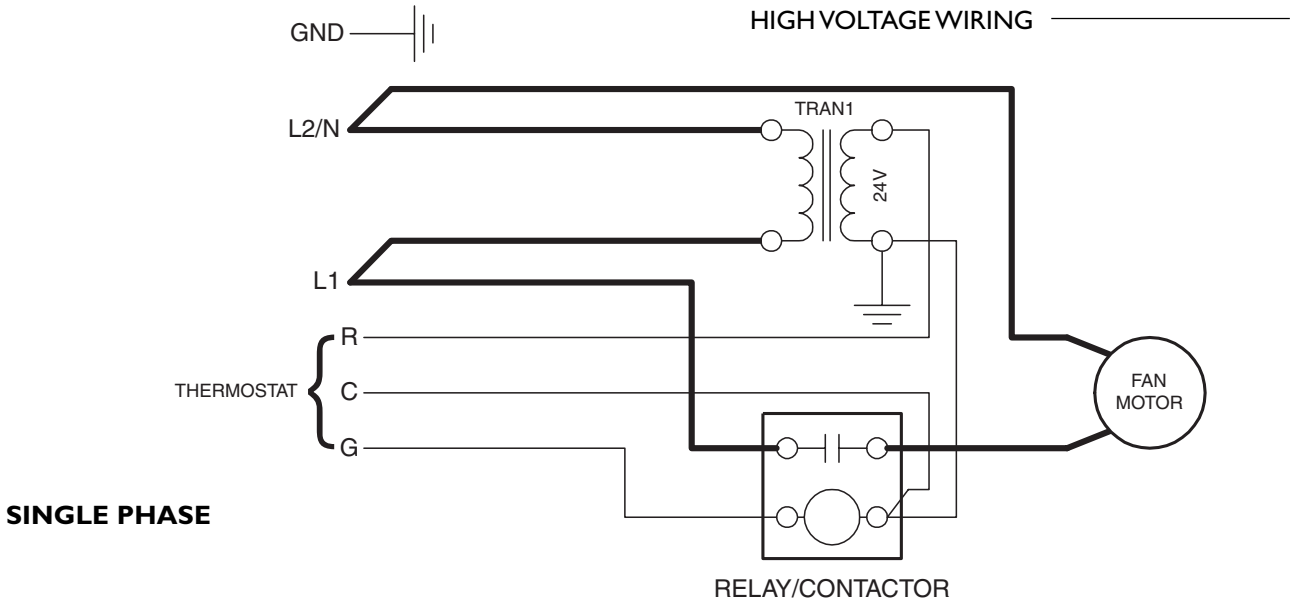 HIGH VOLTAGE WIRING
GND
TRAN1
L2/N
24V
L1
R
THERMOSTAT
C
FAN
MOTOR
G
SINGLE PHASE
RELAY/CONTACTOR